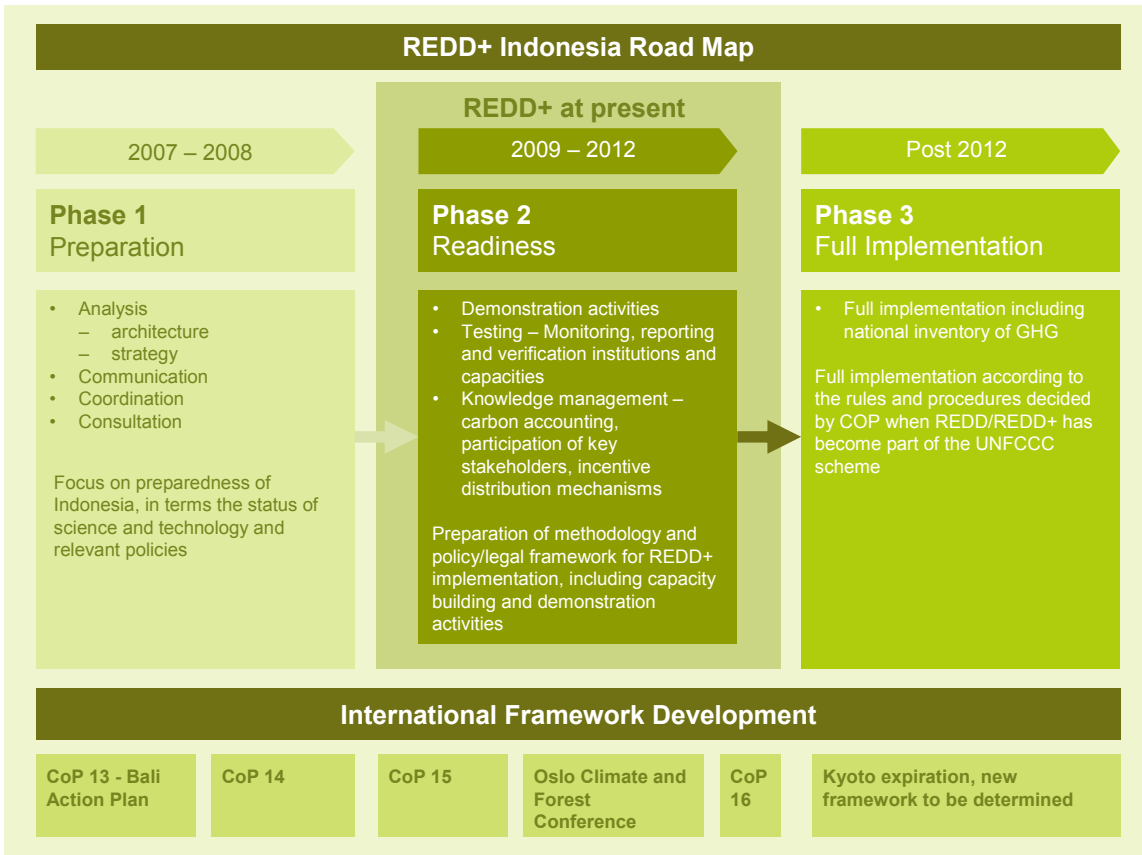 REDD+ Indonesia Road Map
REDD+ at present
2007 – 2008
Phase 1
Preparation
• Analysis
– architecture
– strategy
• Communication
• Coordination
• Consultation
Focus on preparedness of
Indonesia, in terms the status of
science and technology and
relevant policies
2009 – 2012
Phase 2
Readiness
• Demonstration activities
• Testing – Monitoring, reporting
and verification institutions and
capacities
• Knowledge management –
carbon accounting,
participation of key
stakeholders, incentive
distribution mechanisms
Preparation of methodology and
policy/legal framework for REDD+
implementation, including capacity
building and demonstration
activities
Post 2012
Phase 3
Full Implementation
• Full implementation including
national inventory of GHG
Full implementation according to
the rules and procedures decided
by COP when REDD/REDD+ has
become part of the UNFCCC
scheme
International Framework Development
CoP 13 - Bali
Action Plan
CoP 14
CoP 15
Oslo Climate and
Forest
Conference
CoP
16
Kyoto expiration, new
framework to be determined